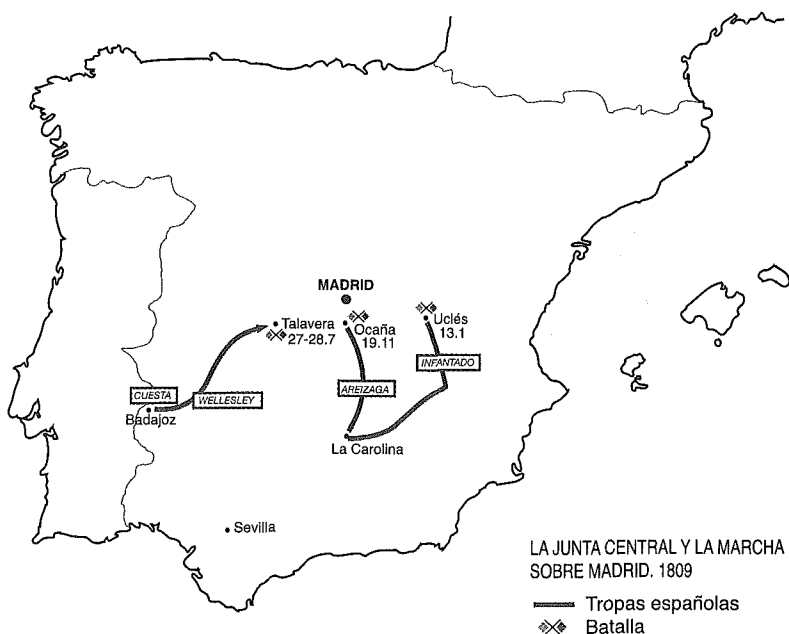 MADRID
Talavera
27-28.7
Ocaña
19.11
Uclés
13.1
INFANTADO
CUESTA
WELLESLEY
AREIZAGA
Badajoz
La Carolina
Sevilla
LA JUNTA CENTRAL Y LA MARCHA
SOBRE MADRID. 1809
Tropas españolas
Batalla